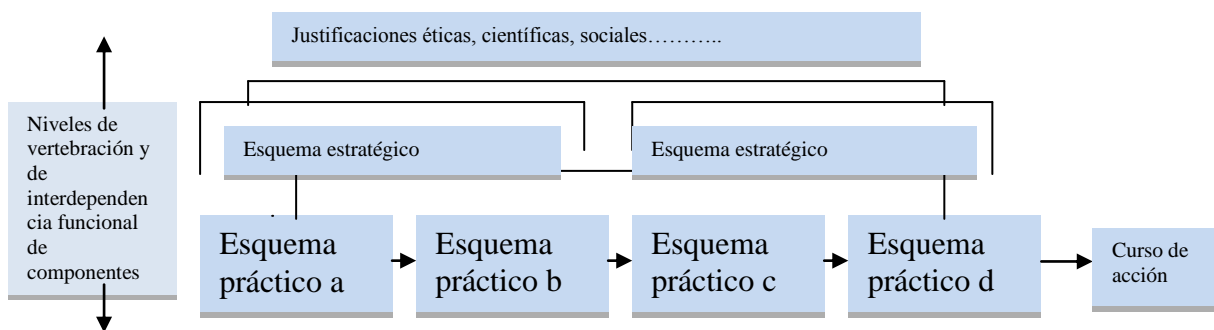 Justificaciones éticas, científicas, sociales………..
Niveles de
vertebración y
de
interdependen
cia funcional
de
componentes
Esquema estratégico
Esquema estratégico
Esquema
práctico a
Esquema
práctico b
Esquema
práctico c
Esquema
práctico d
Curso de
acción